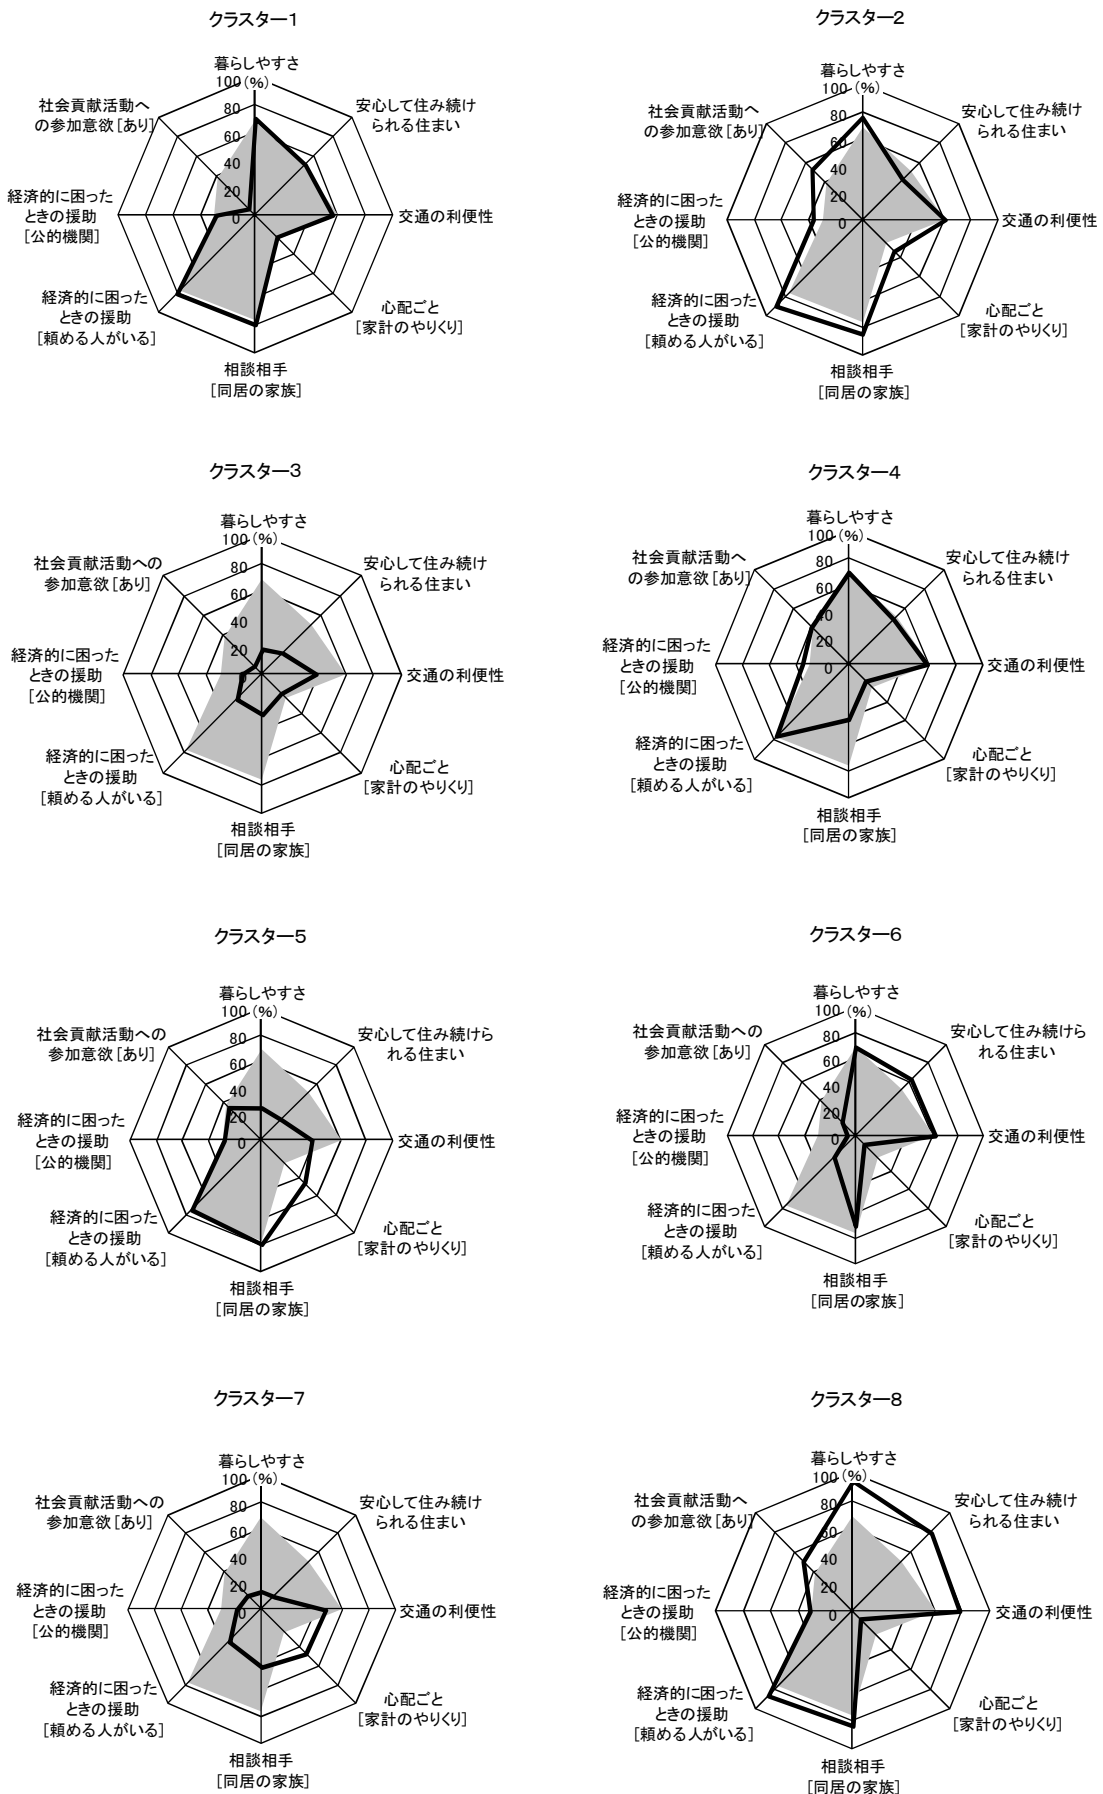 クラスター1
暮らしやすさ
100 (%)
80
60
40
20
0
安心して住み続け
られる住まい
交通の利便性
心配ごと
[家計のやりくり]
相談相手
[同居の家族]
経済的に困った
ときの援助
[頼める人がいる]
経済的に困った
ときの援助
[公的機関]
社会貢献活動へ
の参加意欲[あり]
クラスター2
暮らしやすさ
100 (%)
80
60
40
20
0
安心して住み続け
られる住まい
交通の利便性
心配ごと
[家計のやりくり]
相談相手
[同居の家族]
経済的に困った
ときの援助
[頼める人がいる]
経済的に困った
ときの援助
[公的機関]
社会貢献活動へ
の参加意欲[あり]
クラスター3
暮らしやすさ
100 (%)
80
60
40
20
0
安心して住み続け
られる住まい
交通の利便性
心配ごと
[家計のやりくり]
相談相手
[同居の家族]
経済的に困った
ときの援助
[頼める人がいる]
経済的に困った
ときの援助
[公的機関]
社会貢献活動への
参加意欲[あり]
クラスター4
暮らしやすさ
100 (%)
80
60
40
20
0
安心して住み続け
られる住まい
交通の利便性
心配ごと
[家計のやりくり]
相談相手
[同居の家族]
経済的に困った
ときの援助
[頼める人がいる]
経済的に困った
ときの援助
[公的機関]
社会貢献活動へ
の参加意欲[あり]
クラスター5
暮らしやすさ
100 (%)
80
60
40
20
0
安心して住み続けら
れる住まい
交通の利便性
心配ごと
[家計のやりくり]
相談相手
[同居の家族]
経済的に困った
ときの援助
[頼める人がいる]
経済的に困った
ときの援助
[公的機関]
社会貢献活動への
参加意欲[あり]
クラスター6
暮らしやすさ
100 (%)
80
60
40
20
0
安心して住み続けら
れる住まい
交通の利便性
心配ごと
[家計のやりくり]
相談相手
[同居の家族]
経済的に困った
ときの援助
[頼める人がいる]
経済的に困った
ときの援助
[公的機関]
社会貢献活動への
参加意欲[あり]
クラスター7
暮らしやすさ
100 (%)
80
60
40
20
0
安心して住み続け
られる住まい
交通の利便性
心配ごと
[家計のやりくり]
相談相手
[同居の家族]
経済的に困った
ときの援助
[頼める人がいる]
経済的に困った
ときの援助
[公的機関]
社会貢献活動への
参加意欲[あり]
クラスター8
暮らしやすさ
100 (%)
80
60
40
20
0
安心して住み続け
られる住まい
交通の利便性
心配ごと
[家計のやりくり]
相談相手
[同居の家族]
経済的に困った
ときの援助
[頼める人がいる]
経済的に困った
ときの援助
[公的機関]
社会貢献活動へ
の参加意欲[あり]